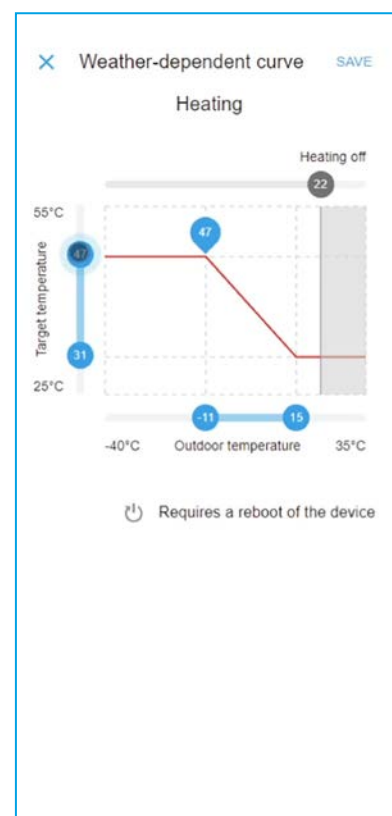 Weather-dependent curve SAVE
Heating
Heating off
22
55°C
47
47
Target temperature
31
25°C
-11 15
-40°C Outdoor temperature 35°C
Requires a reboot of the device